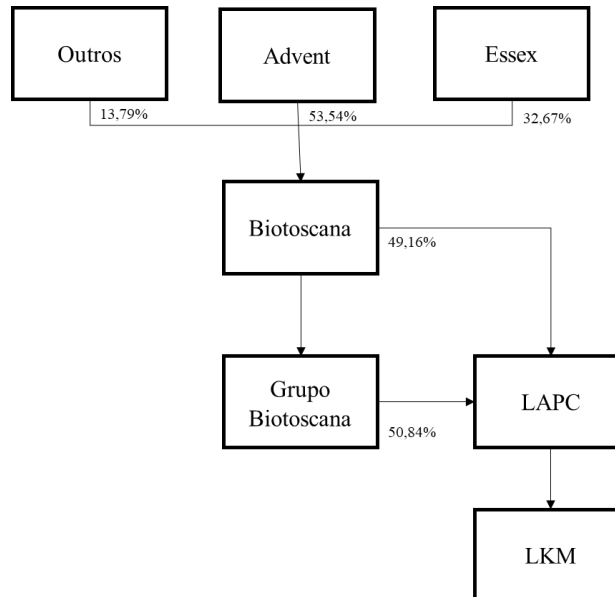 Outros
Advent
Essex
13,79%
53,54%
32,67%
Biotoscana
49,16%
Grupo
Biotoscana
LAPC
50,84%
LKM